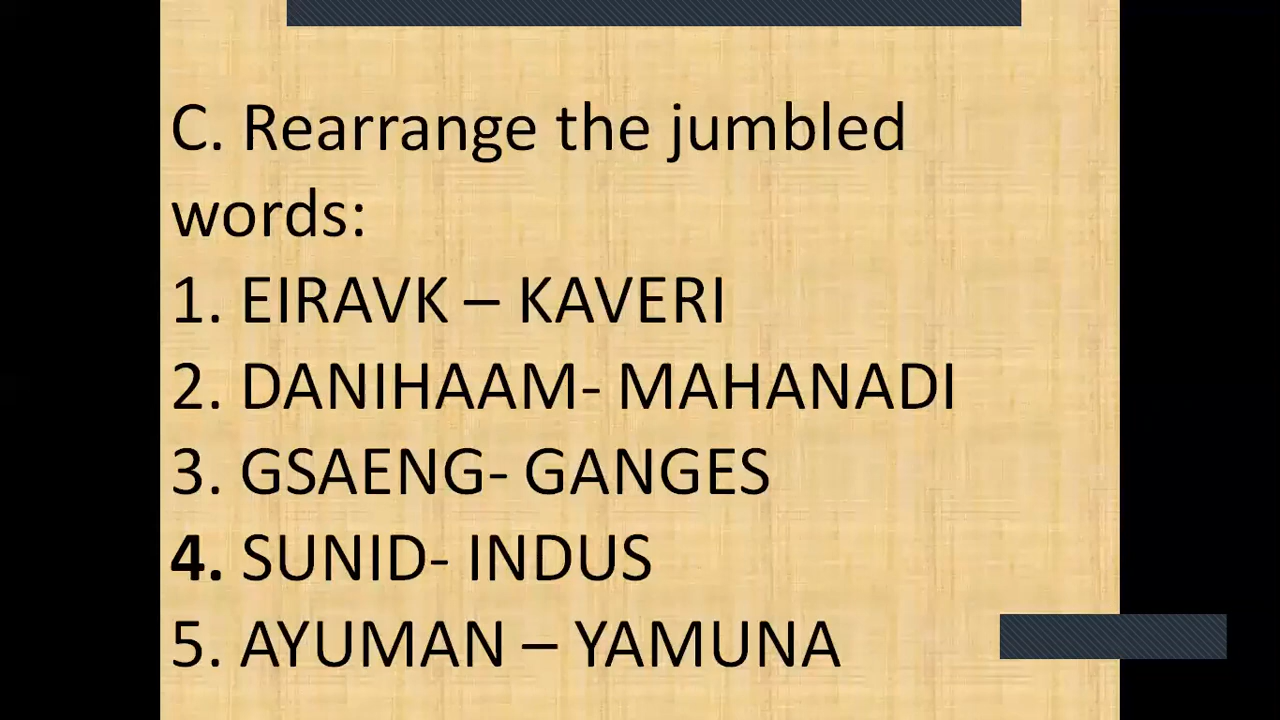 C. Rearrange the jumbled
words:
1. EIRAVK – KAVERI
2. DANIHAAM- MAHANADI
3. GSAENG- GANGES
4. SUNID- INDUS
5. AYUMAN – YAMUNA